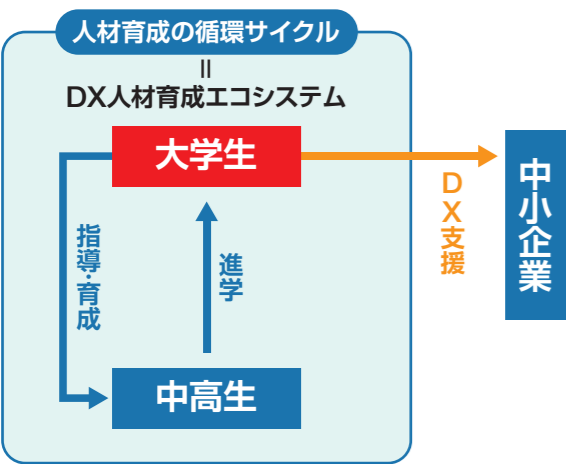 人材育成の循環サイクル
=
DX人材育成エコシステム
大学生
DX支援
中小企業
指導・育成
進学
中高生